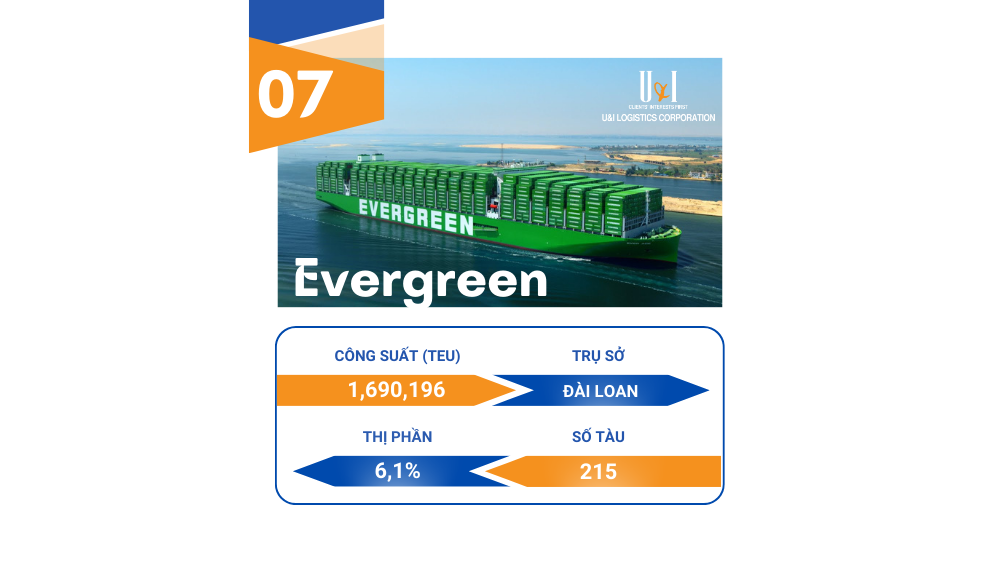 07
U&I
CLIENTS' INTERESTS FIRST
U&I LOGISTICS CORPORATION
EVERGREEN
Evergreen
CÔNG SUẤT (TEU)
TRỤ SỞ
1,690,196
ĐÀI LOAN
THỊ PHẦN
SỐ TÀU
6,1%
215